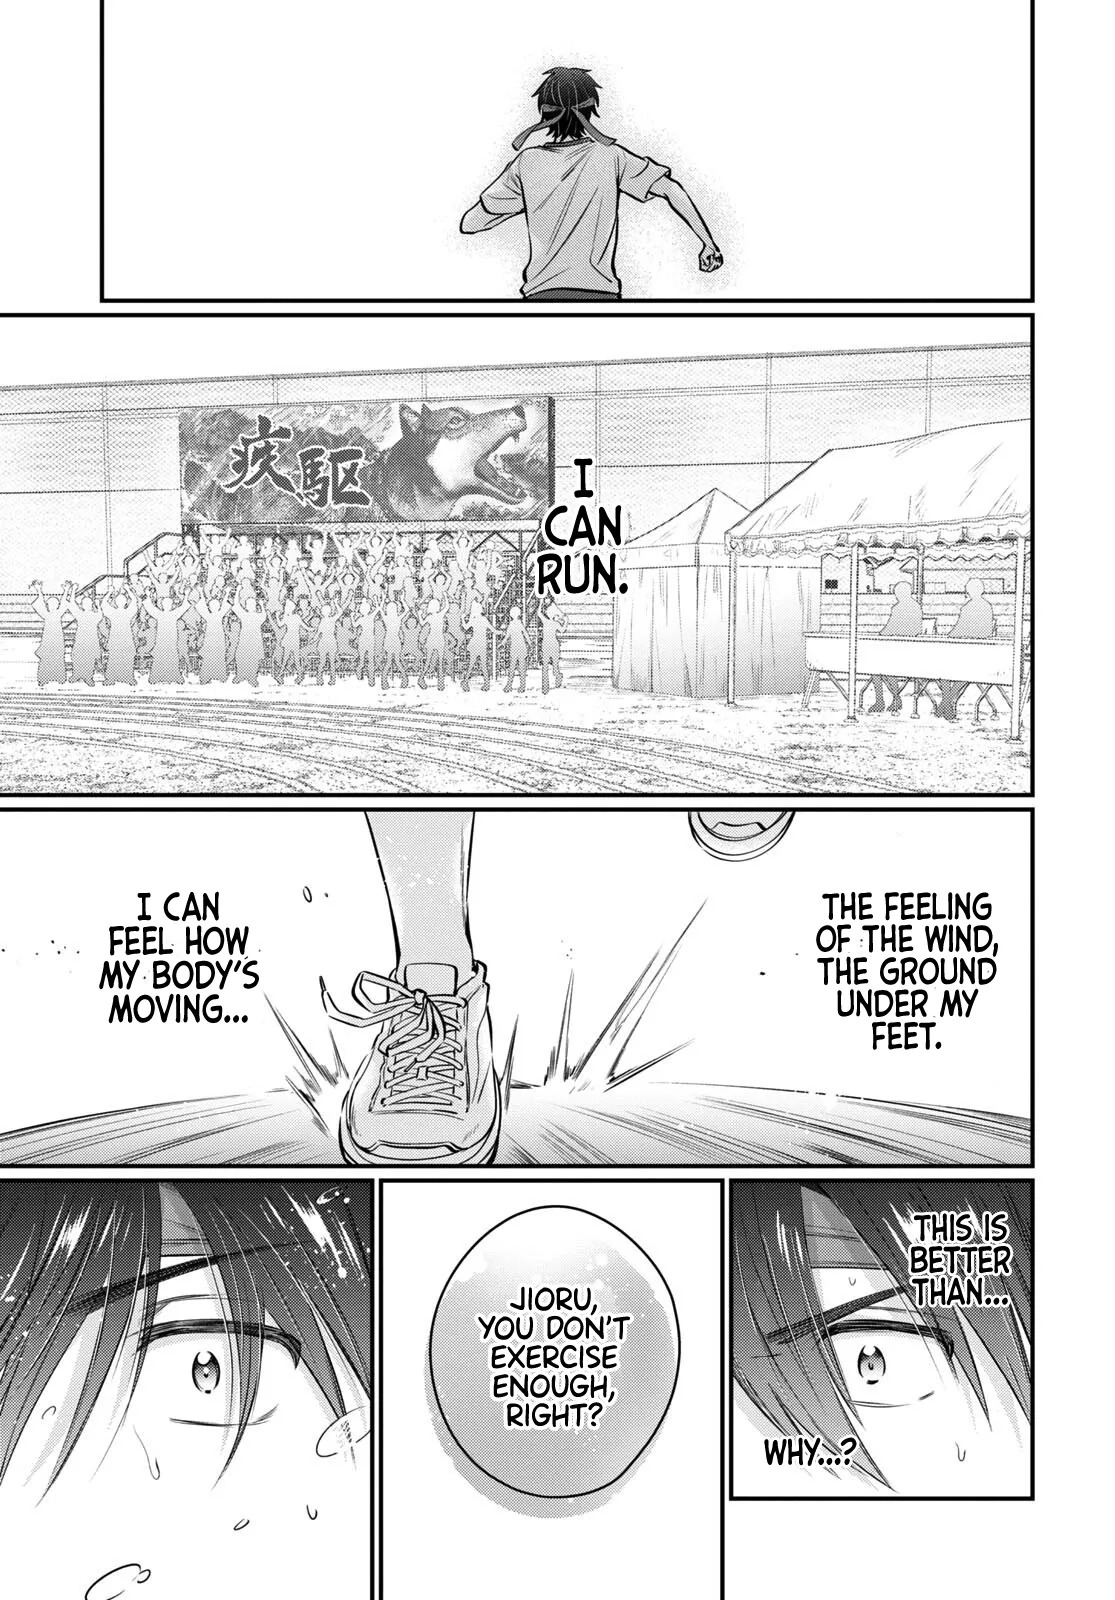 疾駆
I
CAN
RUN.
THE FEELING
OF THE WIND,
THE GROUND
UNDER MY
FEET.
I CAN
FEEL HOW
MY BODY'S
MOVING...
THIS IS
BETTER
THAN...
WHY...?
JIORU,
YOU DON'T
EXERCISE
ENOUGH,
RIGHT?